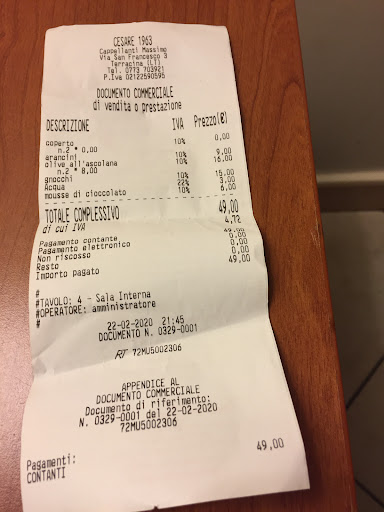 CESARE 1963
Cappellanti Massimo
Via San Francesco 3
Terracina (LT)
Tel. 0773 703921
P.Iva 02122590595
DOCUMENTO COMMERCIALE
di vendita o prestazione
DESCRIZIONE IVA Prezzo(€)
coperto 10% 0,00
n.2 * 0,00
arancini 10% 9,00
olive all'ascolana 10% 16,00
n.2 * 8,00
gnocchi 10% 15,00
Acqua 22% 3,00
mousse di cioccolato 10% 6,00
TOTALE COMPLESSIVO 49,00
di cui IVA 4,72
Pagamento contante 49,00
Pagamento elettronico 0,00
Non riscosso 0,00
Resto 0,00
Importo pagato 49,00
#
#TAVOLO: 4 - Sala Interna
#OPERATORE: amministratore
#
22-02-2020 21:45
DOCUMENTO N. 0329-0001
RT 72MU5002306
APPENDICE AL
DOCUMENTO COMMERCIALE
Documento di riferimento:
N. 0329-0001 del 22-02-2020
72MU5002306
Pagamenti:
CONTANTI 49,00